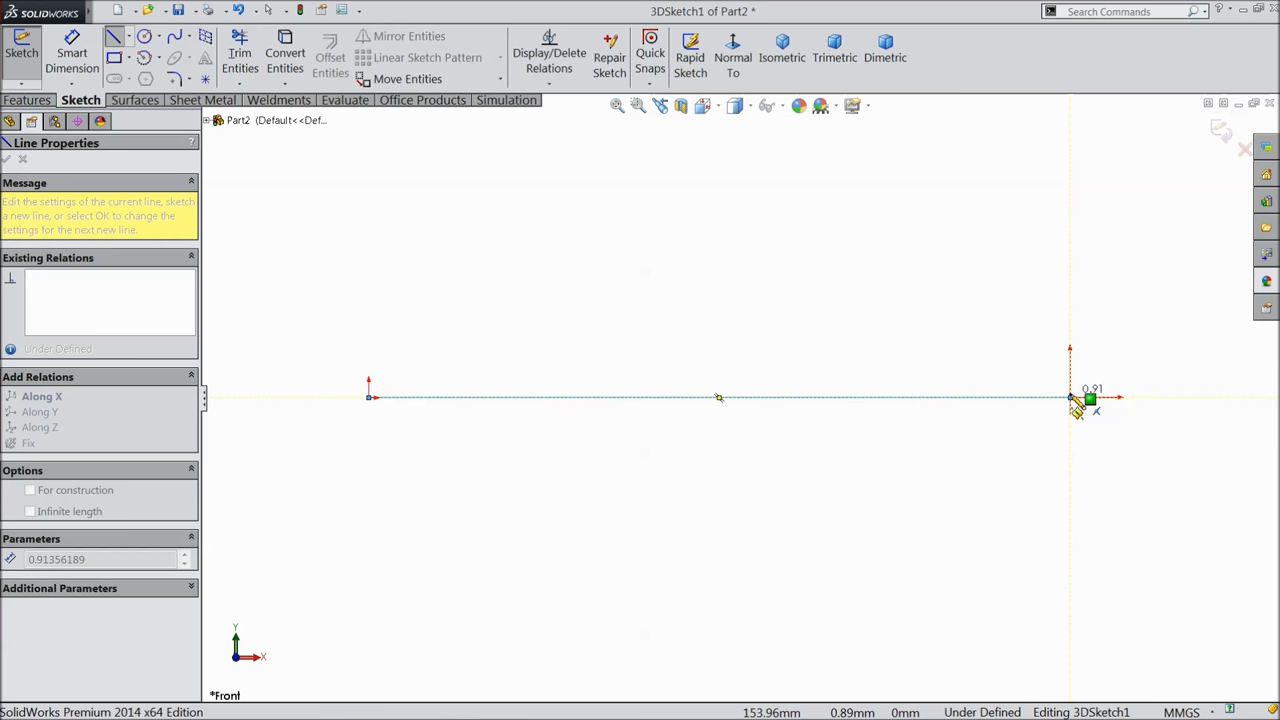 SOLIDWORKS
3DSketch1 of Part2 *
Search Commands
?
Sketch
Smart
Dimension
Trim
Entities
Convert
Entities
Offset
Entities
Mirror Entities
Linear Sketch Pattern
Move Entities
Display/Delete
Relations
Repair
Sketch
Quick
Snaps
Rapid
Sketch
Normal
To
Isometric
Trimetric
Dimetric
Features
Sketch
Surfaces
Sheet Metal
Weldments
Evaluate
Office Products
Simulation
Part2 (Default<<Def...
Line Properties
?
Message
Edit the settings of the current line, sketch
a new line, or select OK to change the
settings for the next new line.
Existing Relations
Under Defined
Add Relations
Along X
Along Y
Along Z
Fix
Options
For construction
Infinite length
Parameters
0.91356189
Additional Parameters
0.91
Y
X
*Front
SolidWorks Premium 2014 x64 Edition
153.96mm
0.89mm
0mm
Under Defined
Editing 3DSketch1
MMGS
?